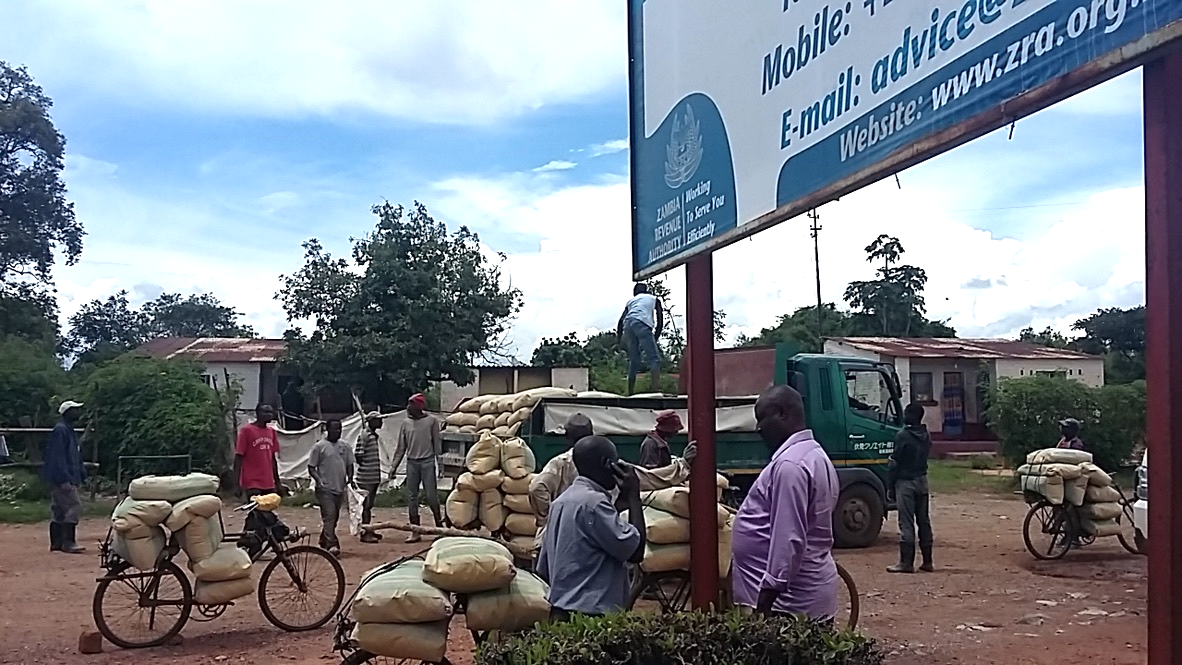 Mobile:
E-mail: advice@
Website: www.zra.org.
ZAMBIA
REVENUE
AUTHORITY
Working
To Serve You
Efficiently